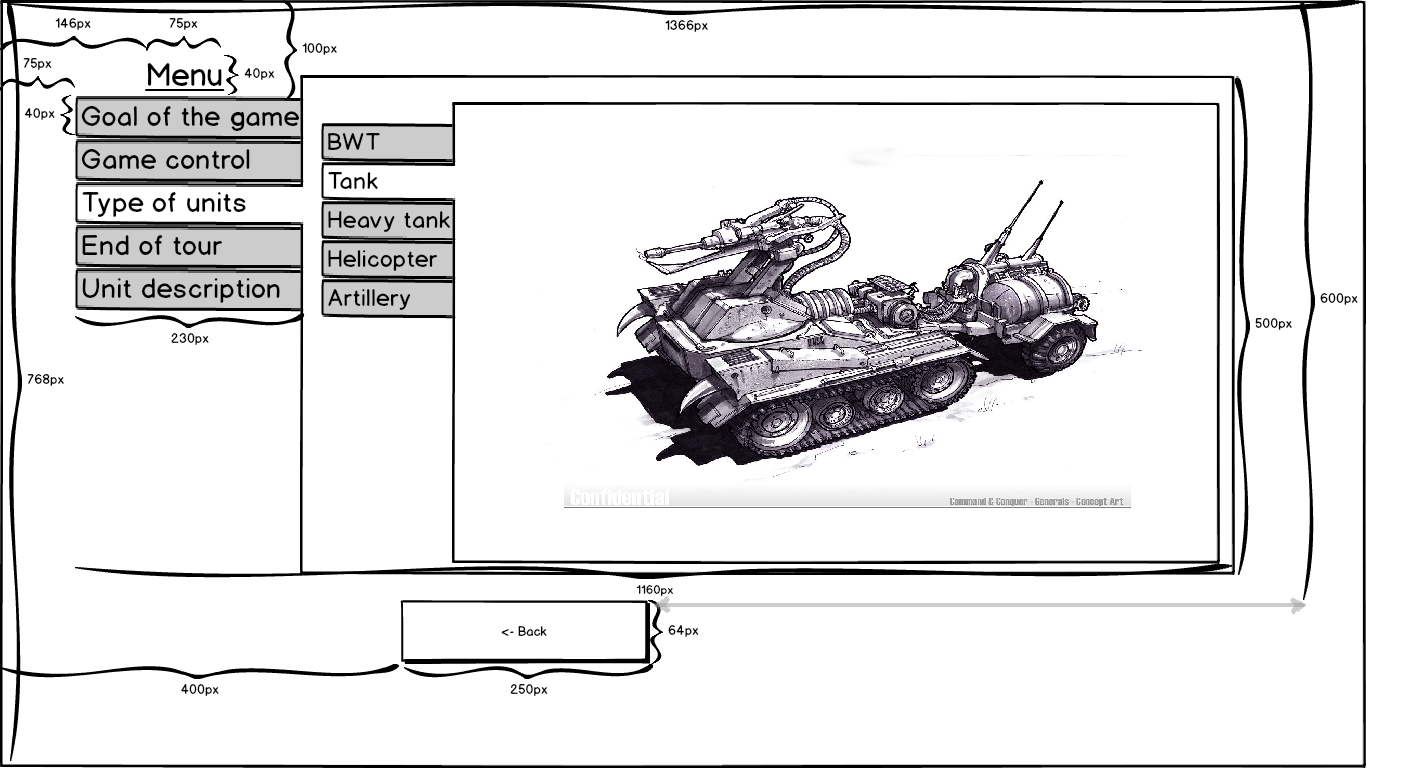 146px
75px
1366px
100px
75px
Menu
40px
40px
Goal of the game
Game control
Type of units
End of tour
Unit description
230px
768px
BWT
Tank
Heavy tank
Helicopter
Artillery
Confidential
Command & Conquer - Generals - Concept Art
500px
600px
1160px
<- Back
64px
400px
250px